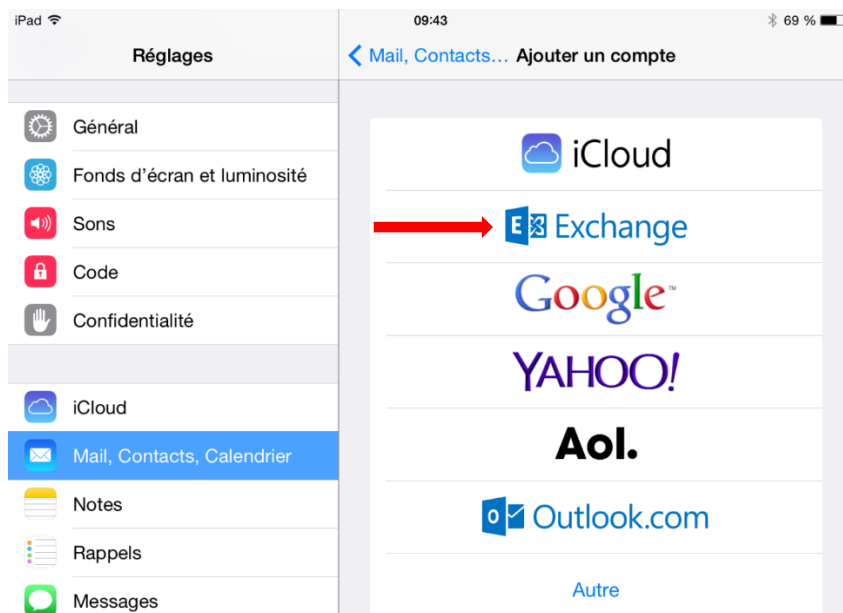 iPad 09:43 69 %
Réglages
Mail, Contacts... Ajouter un compte
Général
Fonds d'écran et luminosité
Sons
Code
Confidentialité
iCloud
Mail, Contacts, Calendrier
Notes
Rappels
Messages
iCloud
E Exchange
Google™
YAHOO!
Aol.
o Outlook.com
Autre